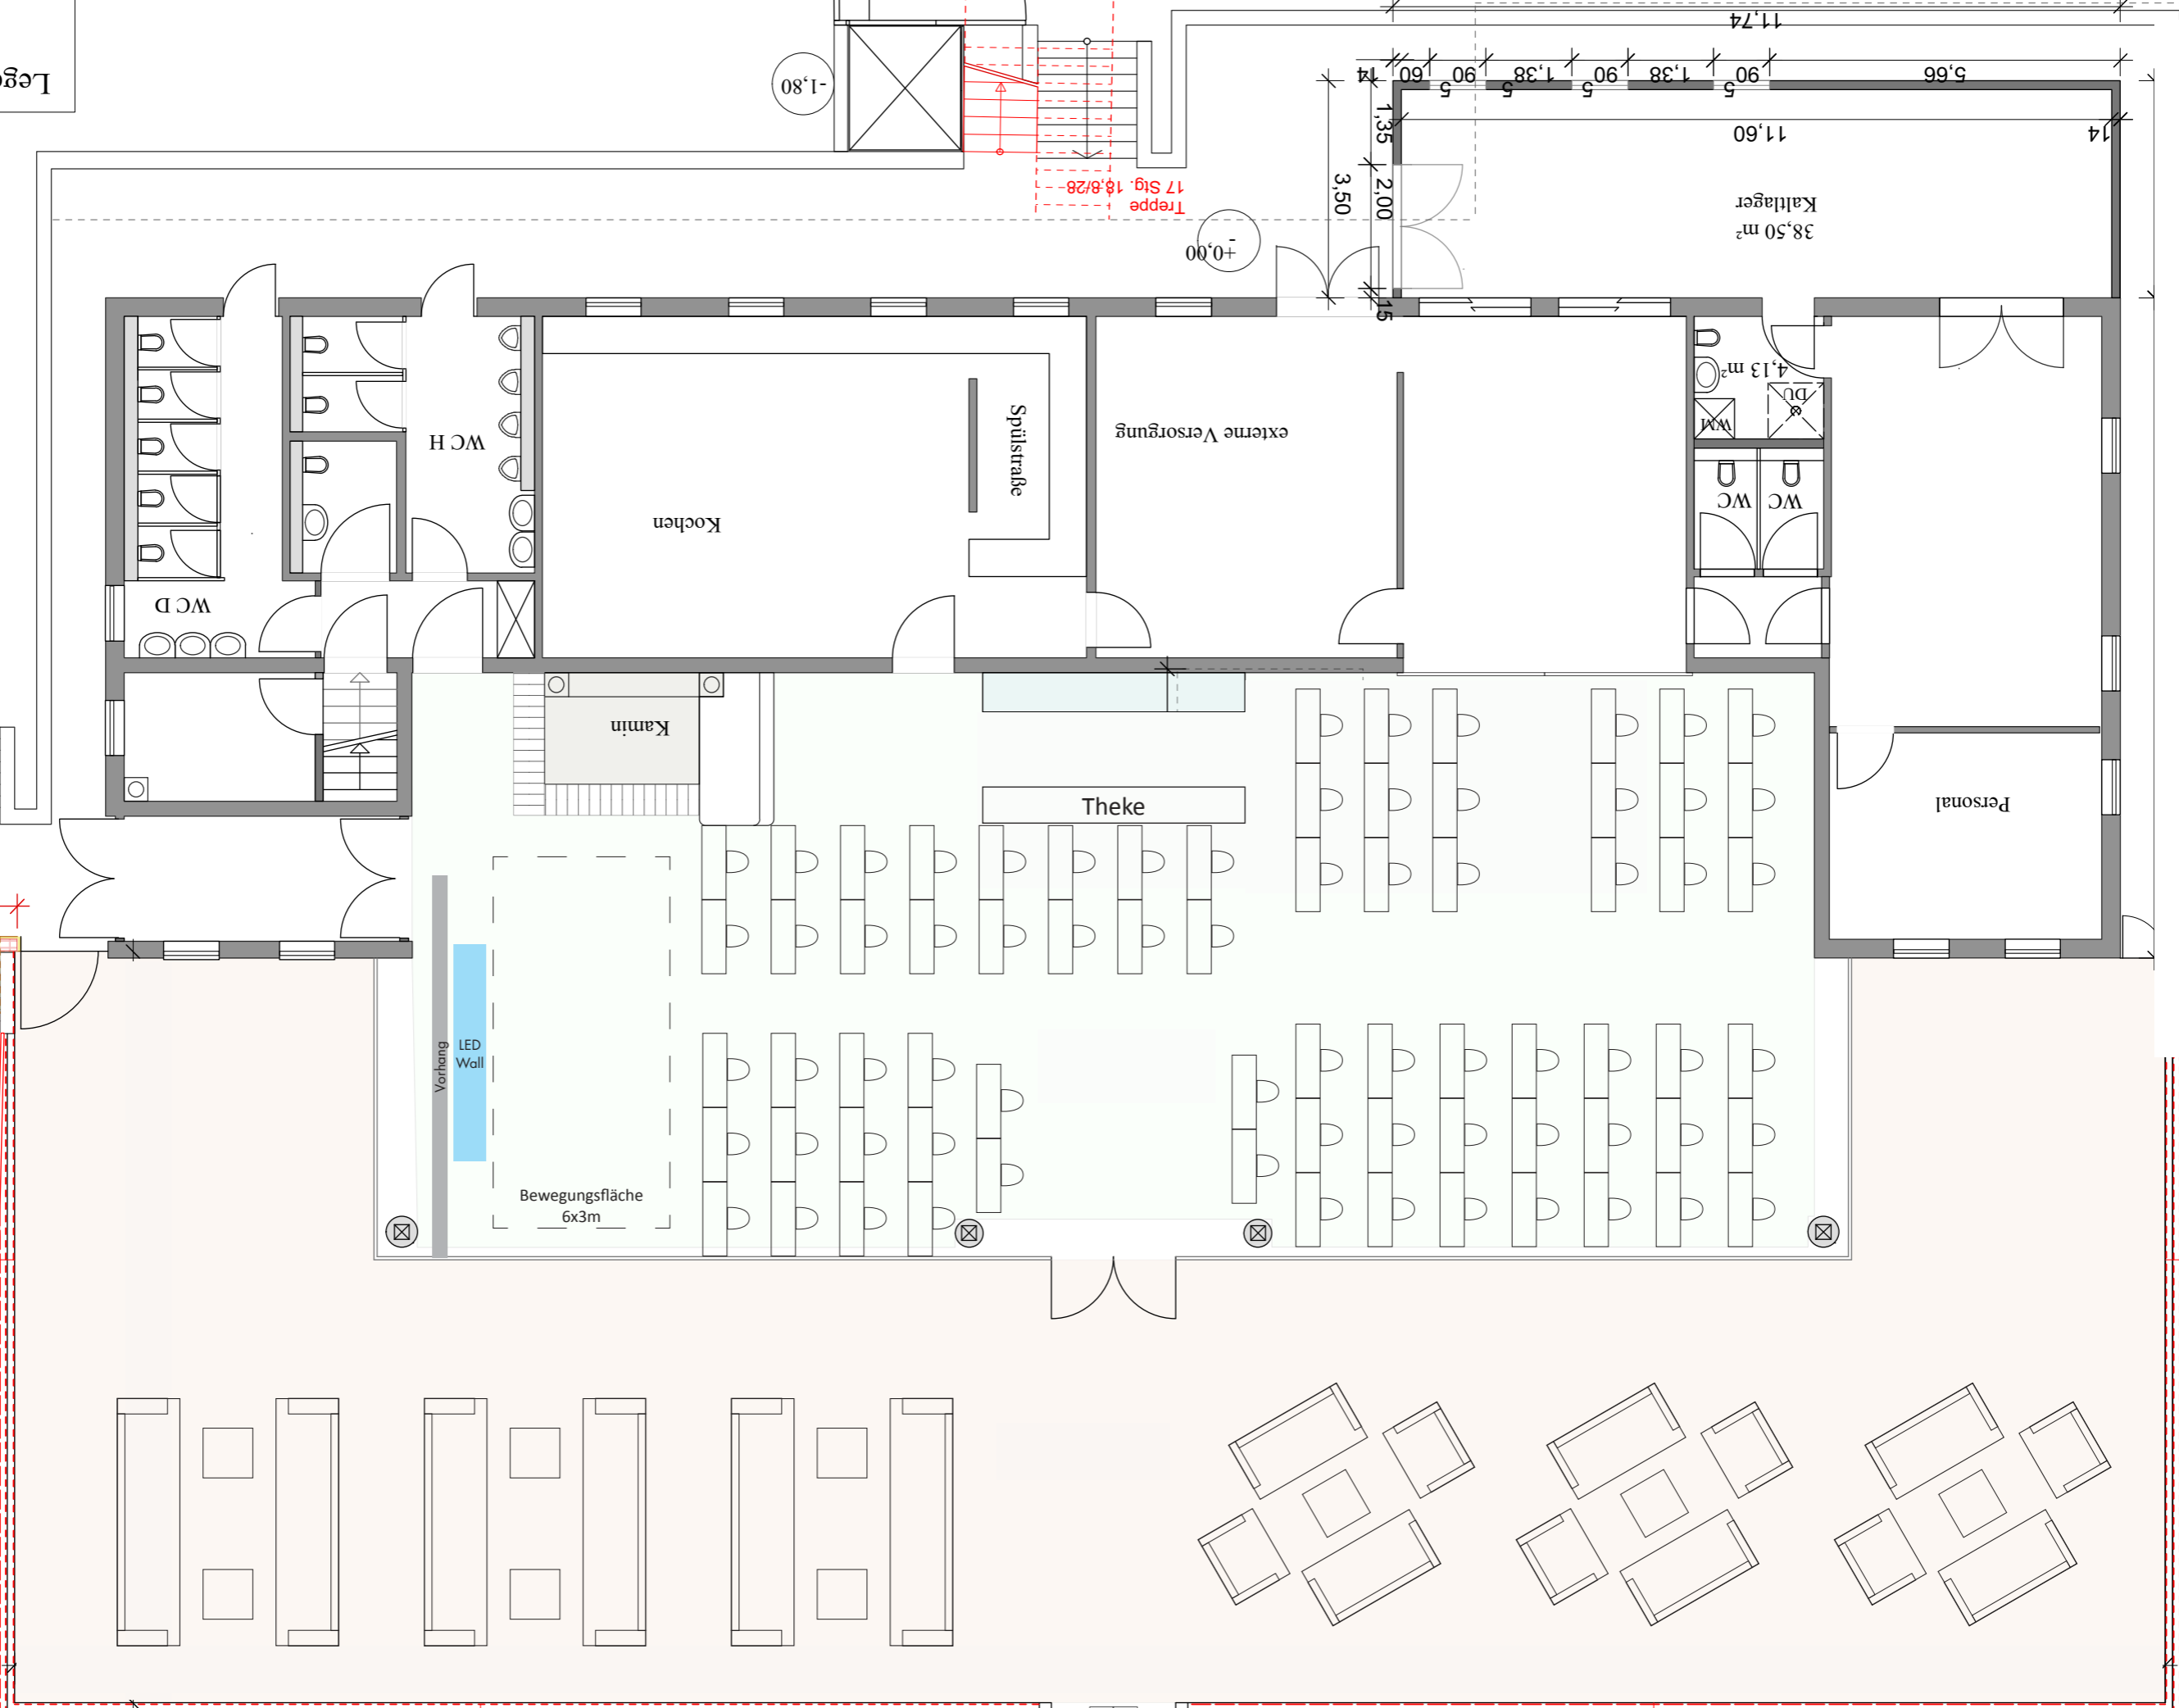 11,74
Lege
-1,80
14
60
90
1,38
90
1,38
90
5,66
5
5
5
5
1,35
11,60
14
Treppe
17 Stg. 18,8/28
3,50
2,00
38,50 m²
Kaltlager
+0,00
-
15
4,13 m²
DU
WM
WC H
Spülstraße
externe Versorgung
WC
WC
Kochen
WC D
Kamin
Theke
Personal
Vorhang
LED
Wall
Bewegungsfläche
6x3m